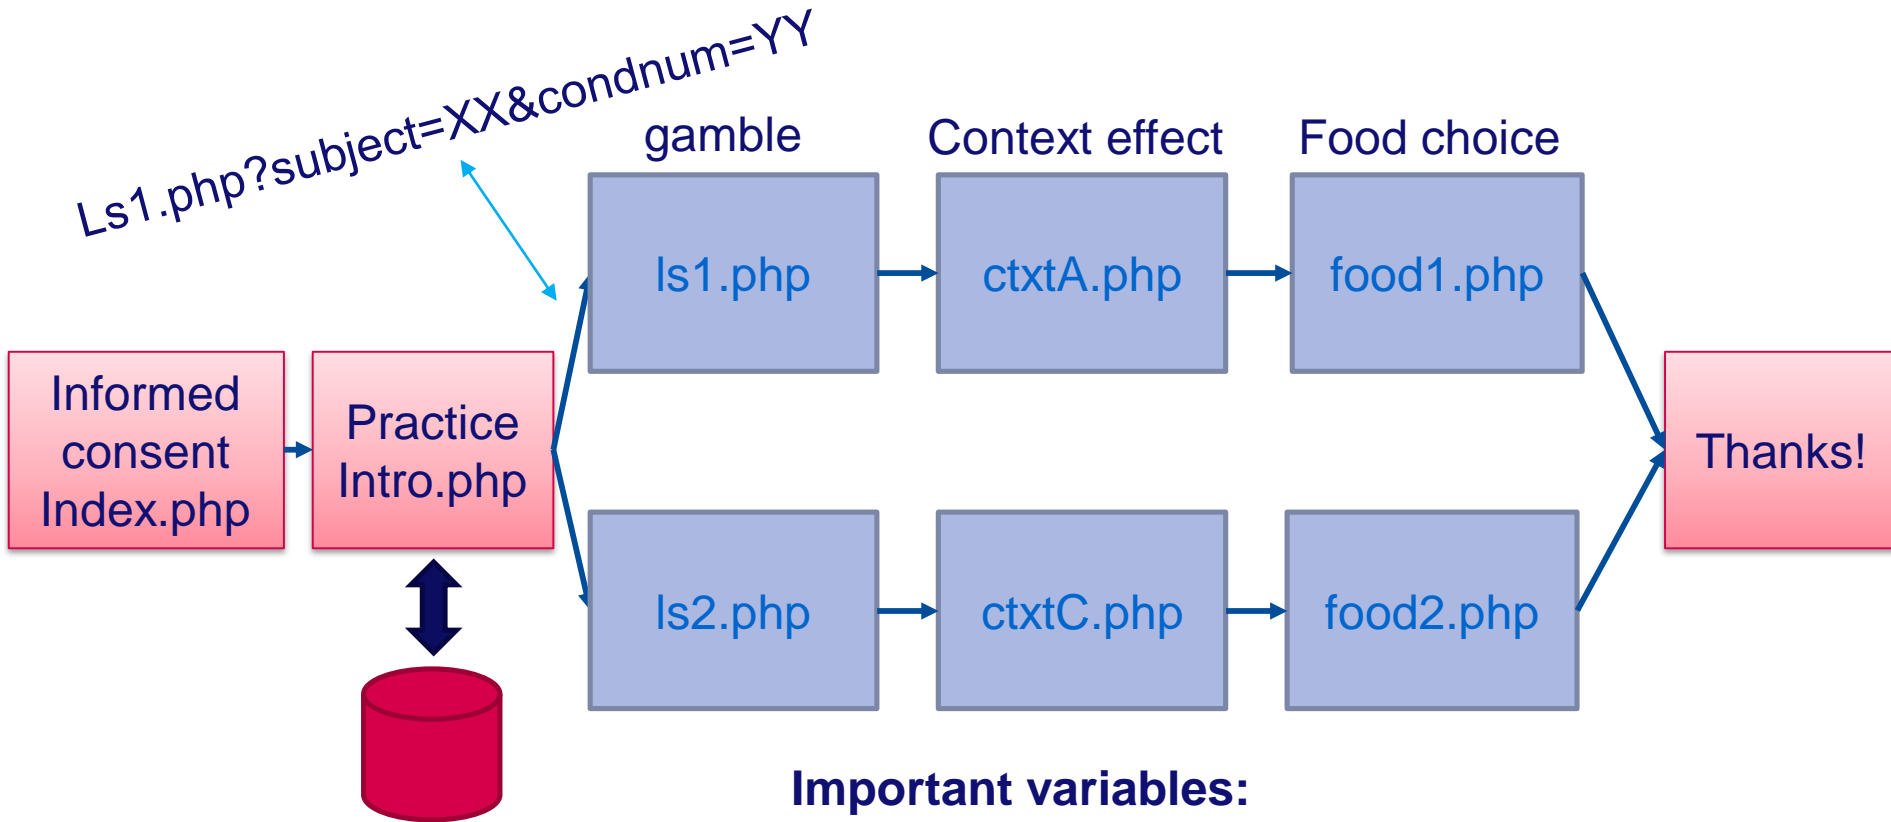 Ls1.php?subject=XX&condnum=YY
gamble
Context effect
Food choice
ls1.php
ctxtA.php
food1.php
Informed
consent
Index.php
Practice
Intro.php
Thanks!
ls2.php
ctxtC.php
food2.php
Important variables: